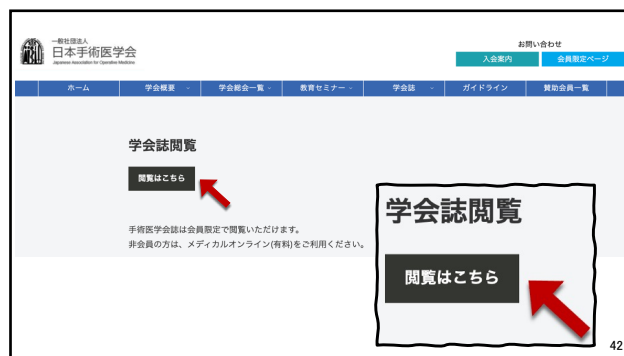 一般社団法人
日本手術医学会
Japanese Association for Operative Medicine
お問い合わせ
入会案内
会員限定ページ
ホーム
学会概要
学会総会一覧
教育セミナー
学会誌
ガイドライン
賛助会員一覧
学会誌閲覧
閲覧はこちら
手術医学会誌は会員限定で閲覧いただけます。
非会員の方は、メディカルオンライン(有料)をご利用ください。
学会誌閲覧
閲覧はこちら
42